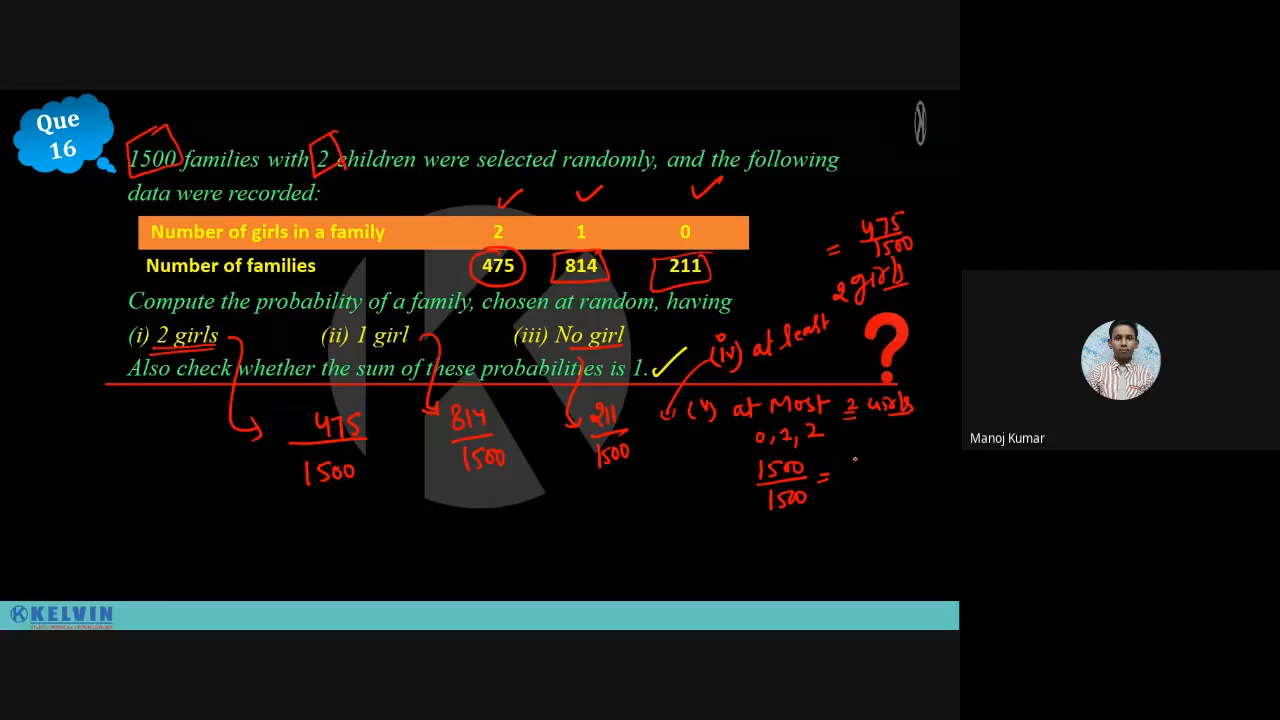 Que
16
1500 families with 2 children were selected randomly, and the following
data were recorded:
Number of girls in a family 2 1 0
Number of families 475 814 211
Compute the probability of a family, chosen at random, having
(i) 2 girls (ii) 1 girl (iii) No girl
Also check whether the sum of these probabilities is 1.
= 475/1500
(iv) at least 2 girls
?
(v) at Most 2 Girls
0, 1, 2
475/1500
814/1500
211/1500
1500/1500 =
Manoj Kumar
KELVIN